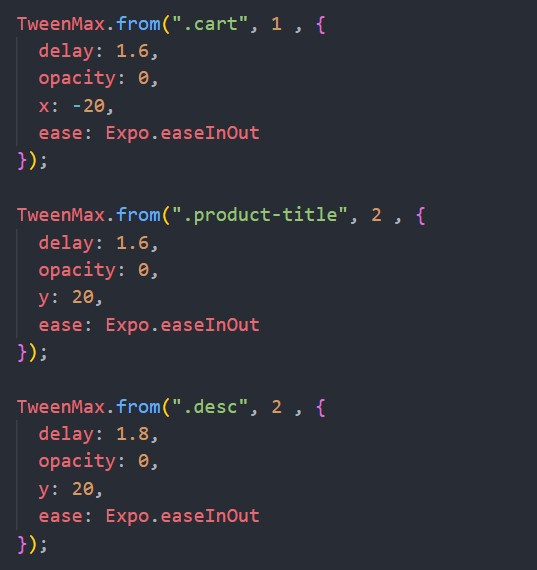 TweenMax.from(".cart", 1 , {
  delay: 1.6,
  opacity: 0,
  x: -20,
  ease: Expo.easeInOut
});

TweenMax.from(".product-title", 2 , {
  delay: 1.6,
  opacity: 0,
  y: 20,
  ease: Expo.easeInOut
});

TweenMax.from(".desc", 2 , {
  delay: 1.8,
  opacity: 0,
  y: 20,
  ease: Expo.easeInOut
});